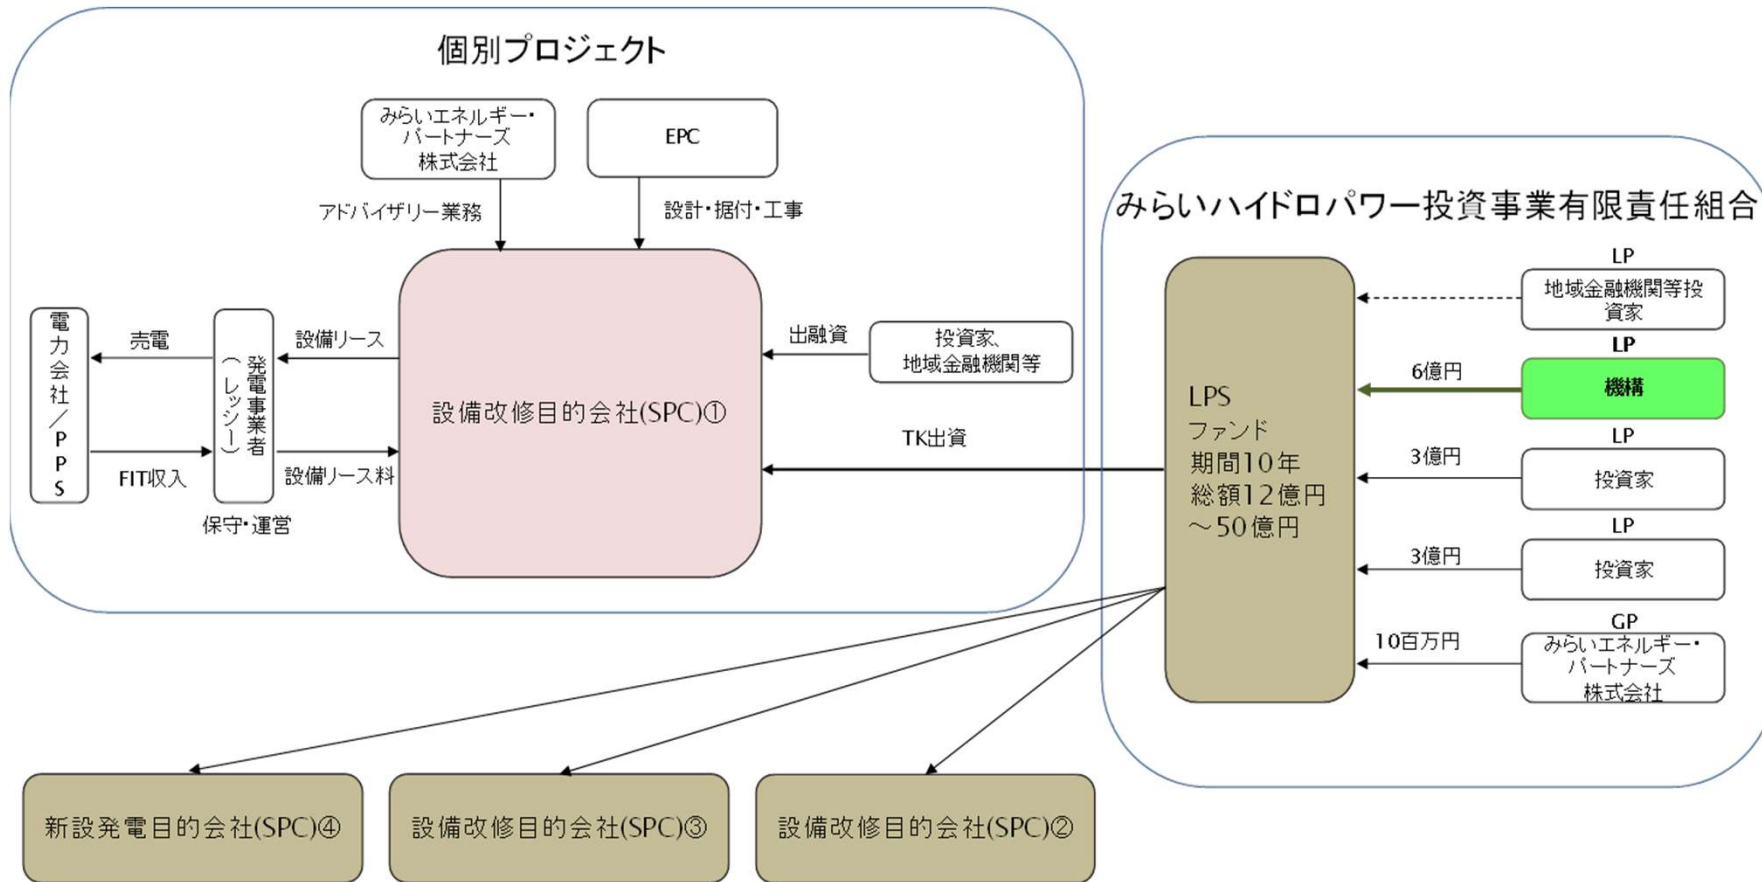 個別プロジェクト
みらいエネルギー・
パートナーズ
株式会社
EPC
アドバイザリー業務
設計・据付・工事
電力会社/PPS
売電
FIT収入
発電事業者
(レッシー)
保守・運営
設備リース
設備リース料
設備改修目的会社(SPC)①
出融資
投資家、
地域金融機関等
TK出資
みらいハイドロパワー投資事業有限責任組合
LPS
ファンド
期間10年
総額12億円
～50億円
LP
地域金融機関等投
資家
LP
6億円
機構
LP
3億円
投資家
LP
3億円
投資家
GP
10百万円
みらいエネルギー・
パートナーズ
株式会社
新設発電目的会社(SPC)④
設備改修目的会社(SPC)③
設備改修目的会社(SPC)②